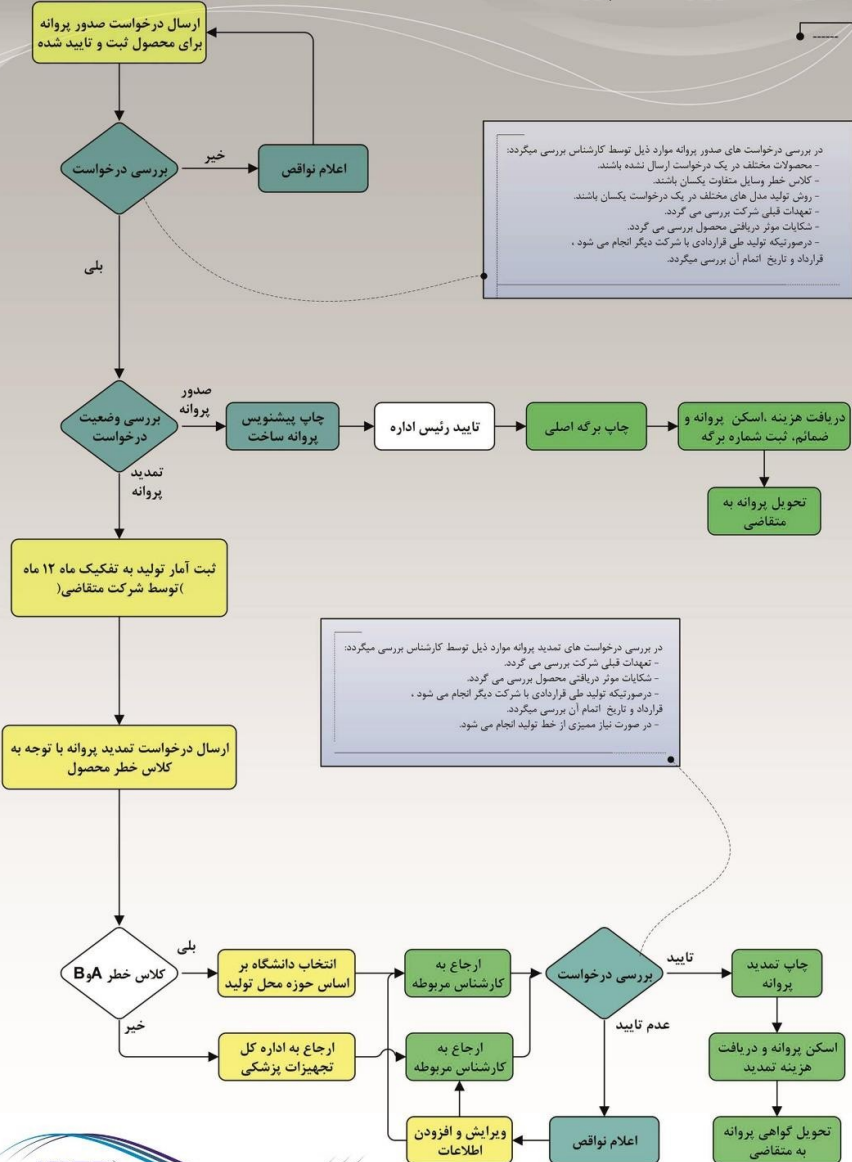 ارسال درخواست صدور پروانه
برای محصول ثبت و تایید شده
------
بررسی درخواست
خیر
اعلام نواقص
بلی
در بررسی درخواست های صدور پروانه موارد ذیل توسط کارشناس بررسی میگردد:
- محصولات مختلف در یک درخواست ارسال نشده باشند.
- کلاس خطر وسایل متفاوت یکسان باشند.
- روش تولید مدل های مختلف در یک درخواست یکسان باشند.
- تعهدات قبلی شرکت بررسی می گردد.
- شکایات موثر دریافتی محصول بررسی می گردد.
- درصورتیکه تولید طی قراردادی با شرکت دیگر انجام می شود ،
قرارداد و تاریخ اتمام آن بررسی میگردد.
بررسی وضعیت
درخواست
صدور
پروانه
چاپ پیشنویس
پروانه ساخت
تایید رئیس اداره
چاپ برگه اصلی
دریافت هزینه ،اسکن پروانه و
ضمائم، ثبت شماره برگه
تحویل پروانه به
متقاضی
تمدید
پروانه
ثبت آمار تولید به تفکیک ماه ۱۲ ماه
)توسط شرکت متقاضی(
در بررسی درخواست های تمدید پروانه موارد ذیل توسط کارشناس بررسی میگردد:
- تعهدات قبلی شرکت بررسی می گردد.
- شکایات موثر دریافتی محصول بررسی می گردد.
- درصورتیکه تولید طی قراردادی با شرکت دیگر انجام می شود ،
قرارداد و تاریخ اتمام آن بررسی میگردد.
- در صورت نیاز ممیزی از خط تولید انجام می شود.
ارسال درخواست تمدید پروانه با توجه به
کلاس خطر محصول
کلاس خطر AوB
بلی
انتخاب دانشگاه بر
اساس حوزه محل تولید
ارجاع به
کارشناس مربوطه
بررسی درخواست
تایید
چاپ تمدید
پروانه
خیر
ارجاع به اداره کل
تجهیزات پزشکی
ارجاع به
کارشناس مربوطه
عدم تایید
اسکن پروانه و دریافت
هزینه تمدید
ویرایش و افزودن
اطلاعات
اعلام نواقص
تحویل گواهی پروانه
به متقاضی